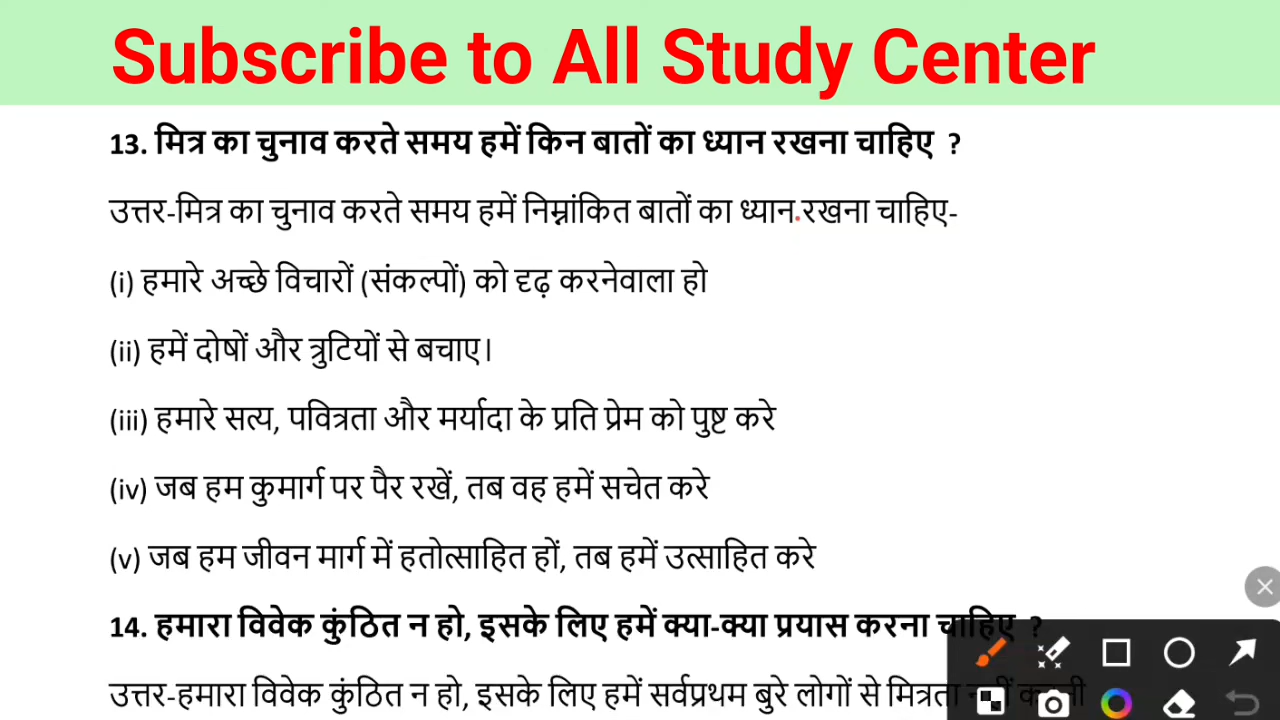 Subscribe to All Study Center
13. मित्र का चुनाव करते समय हमें किन बातों का ध्यान रखना चाहिए ?
उत्तर-मित्र का चुनाव करते समय हमें निम्नांकित बातों का ध्यान रखना चाहिए-
(i) हमारे अच्छे विचारों (संकल्पों) को दृढ़ करनेवाला हो
(ii) हमें दोषों और त्रुटियों से बचाए।
(iii) हमारे सत्य, पवित्रता और मर्यादा के प्रति प्रेम को पुष्ट करे
(iv) जब हम कुमार्ग पर पैर रखें, तब वह हमें सचेत करे
(v) जब हम जीवन मार्ग में हतोत्साहित हों, तब हमें उत्साहित करे
14. हमारा विवेक कुंठित न हो, इसके लिए हमें क्या-क्या प्रयास करना चाहिए ?
उत्तर-हमारा विवेक कुंठित न हो, इसके लिए हमें सर्वप्रथम बुरे लोगों से मित्रता